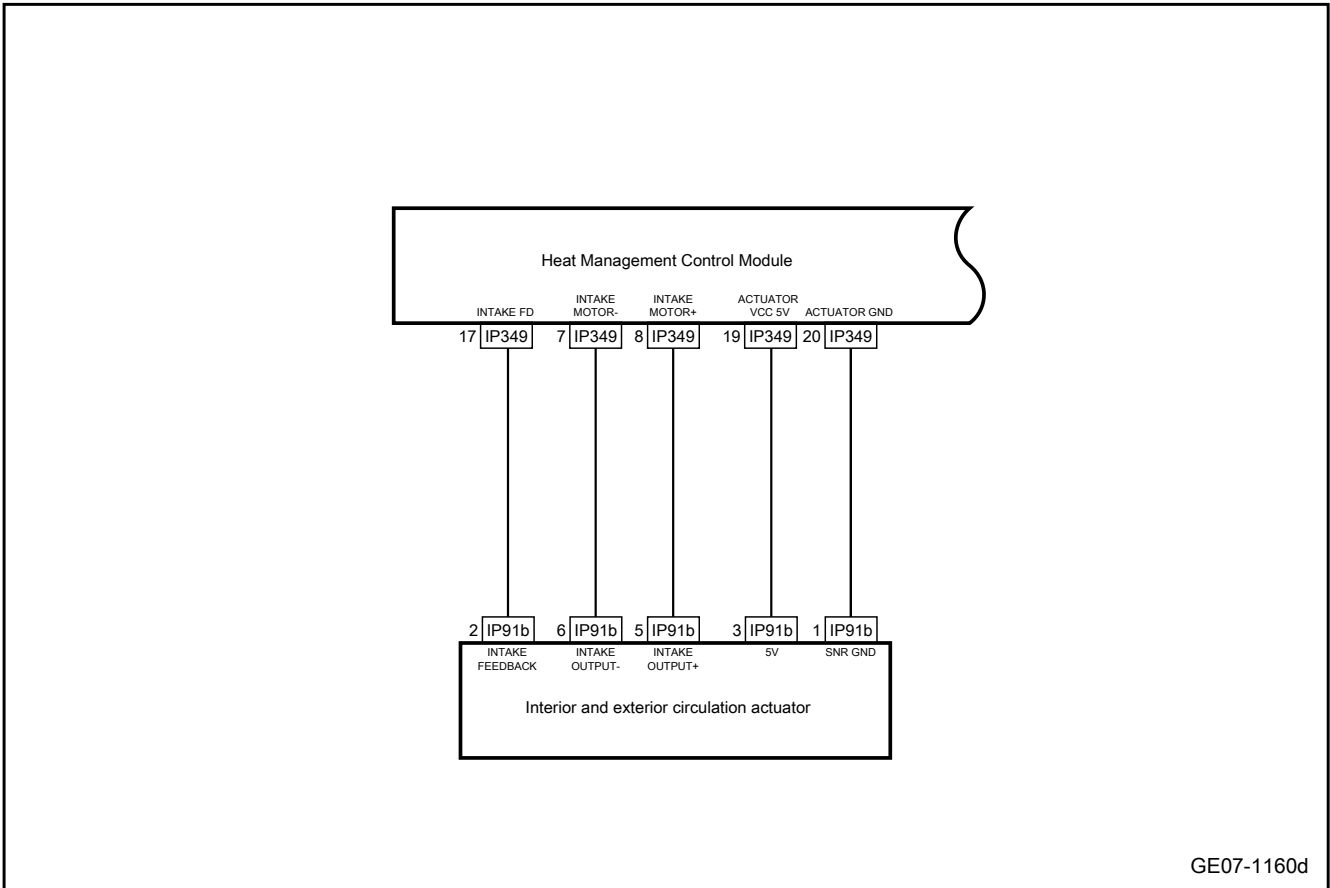 Heat Management Control Module
INTAKE FD
INTAKE
MOTOR-
INTAKE
MOTOR+
ACTUATOR
VCC 5V
ACTUATOR GND
17 IP349
7 IP349
8 IP349
19 IP349
20 IP349
2 IP91b
6 IP91b
5 IP91b
3 IP91b
1 IP91b
INTAKE
FEEDBACK
INTAKE
OUTPUT-
INTAKE
OUTPUT+
5V
SNR GND
Interior and exterior circulation actuator
GE07-1160d